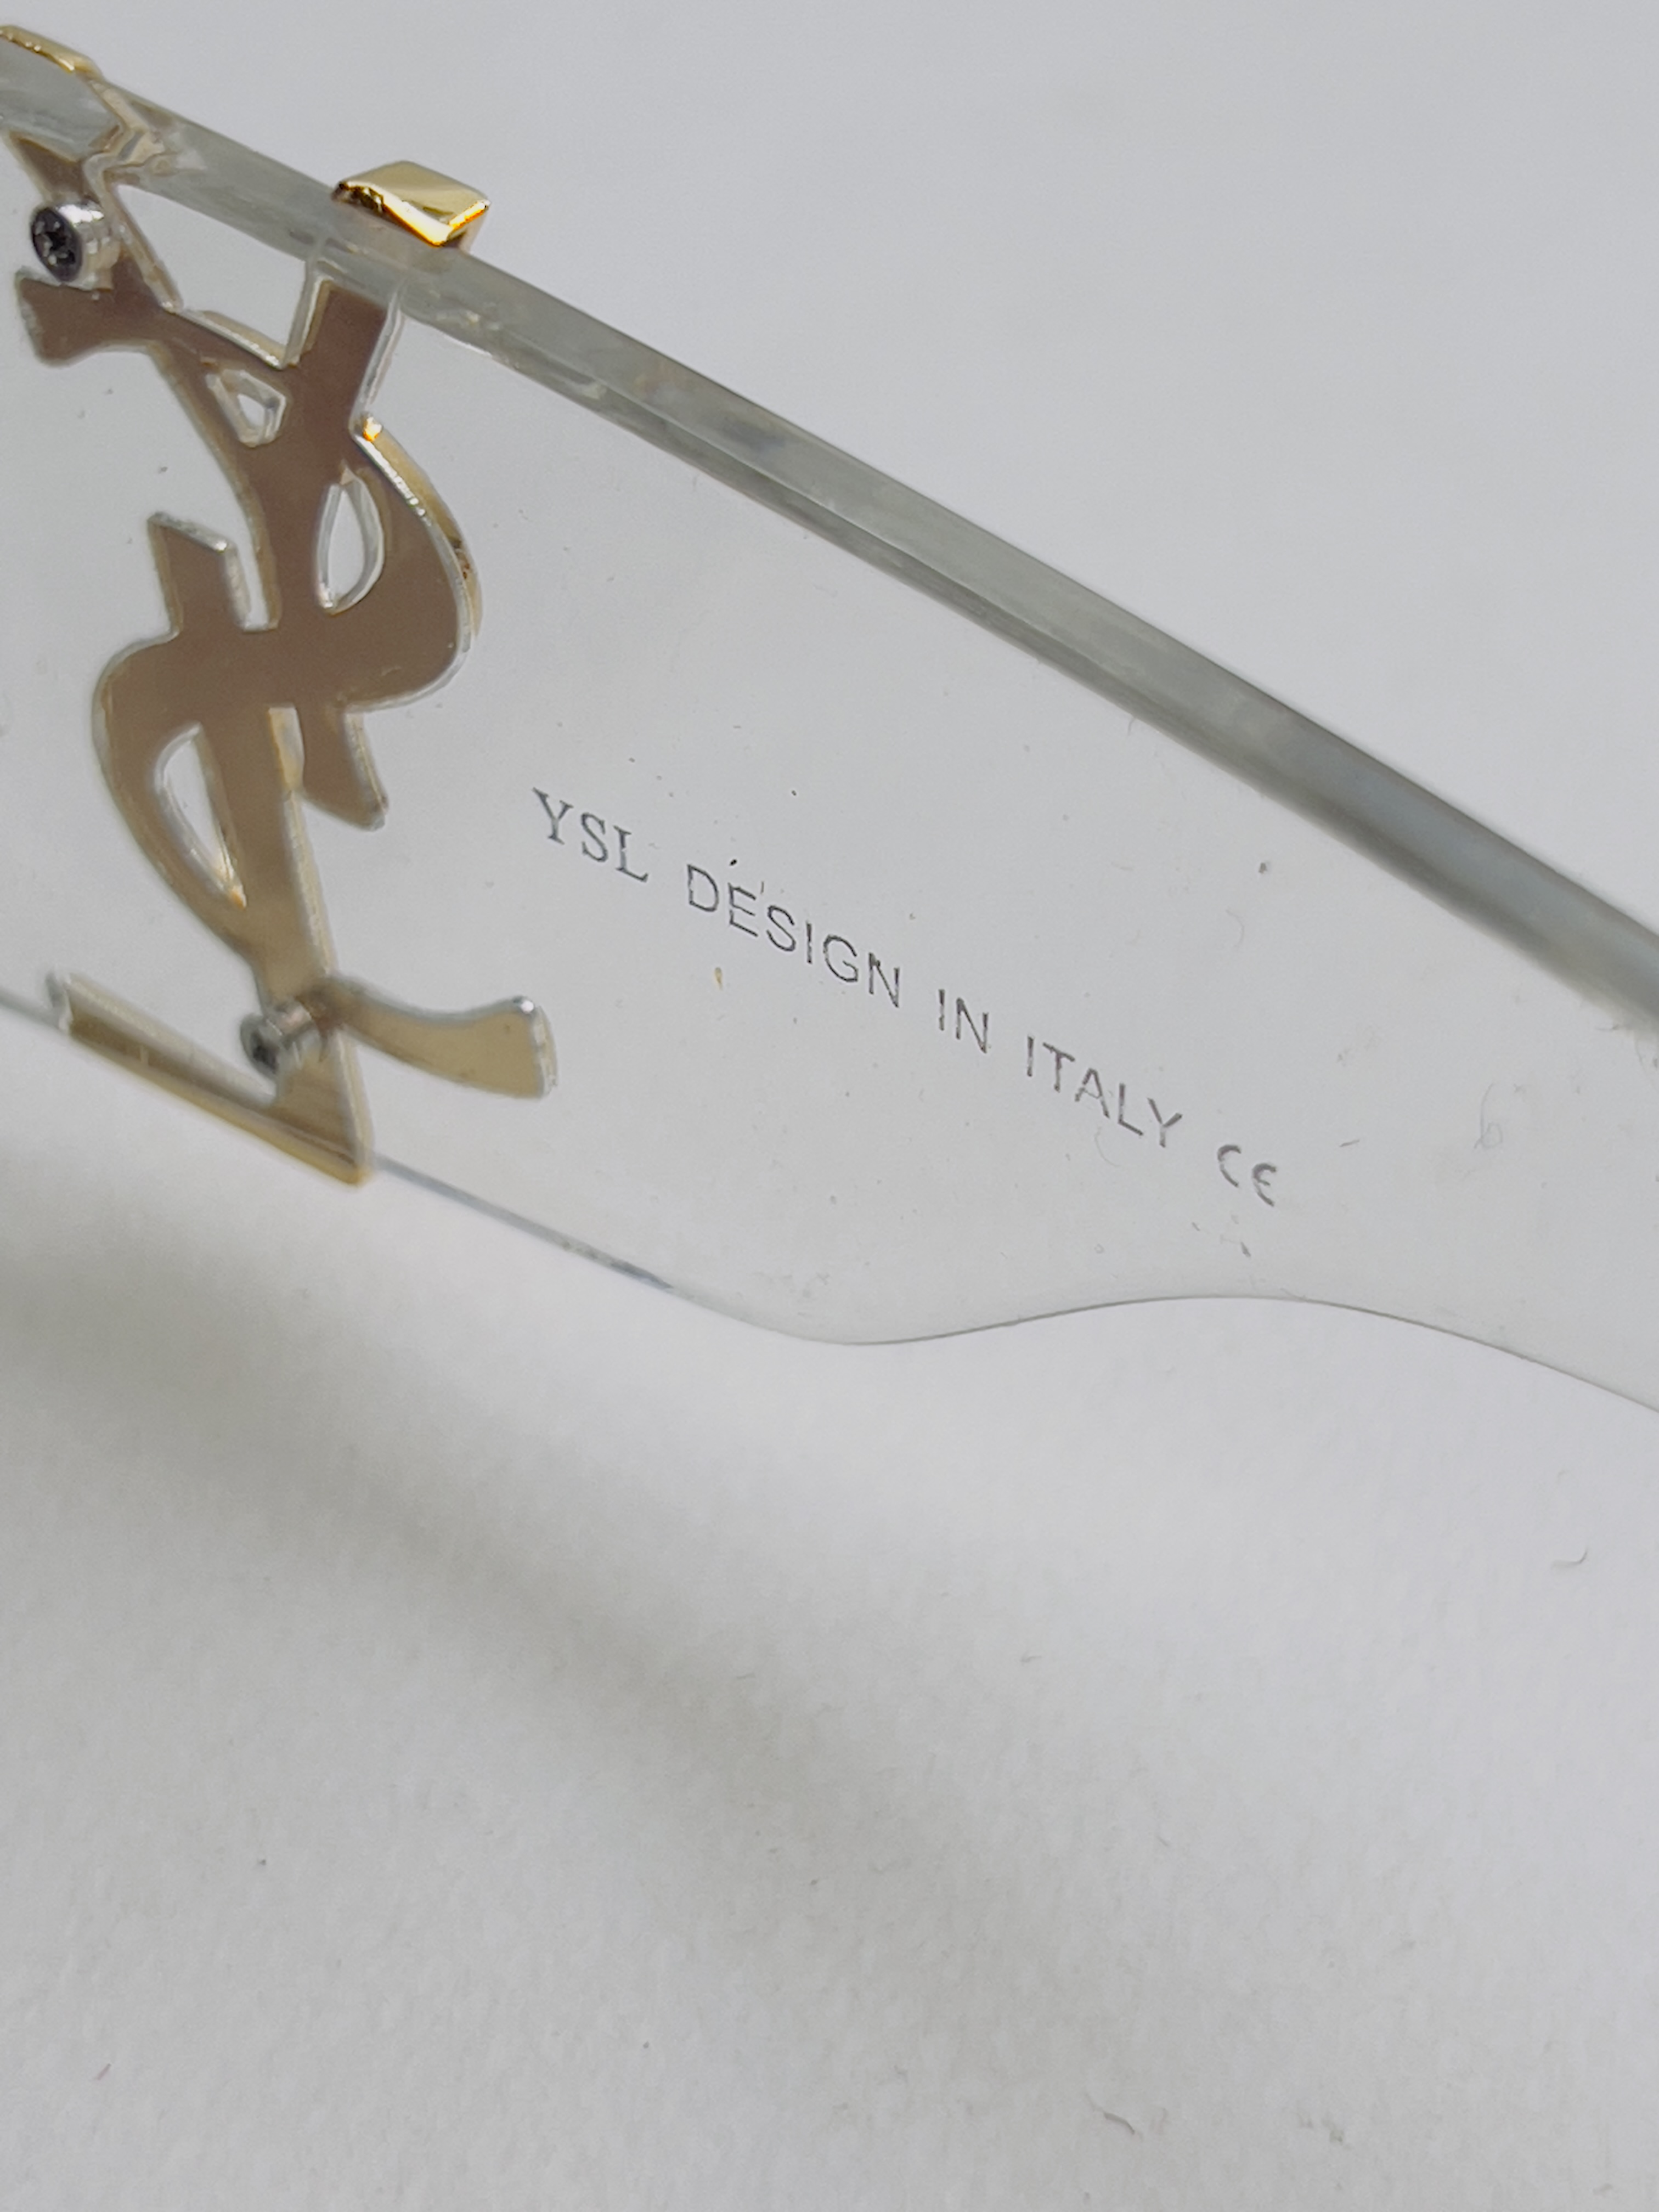 YSL DESIGN IN ITALY CE